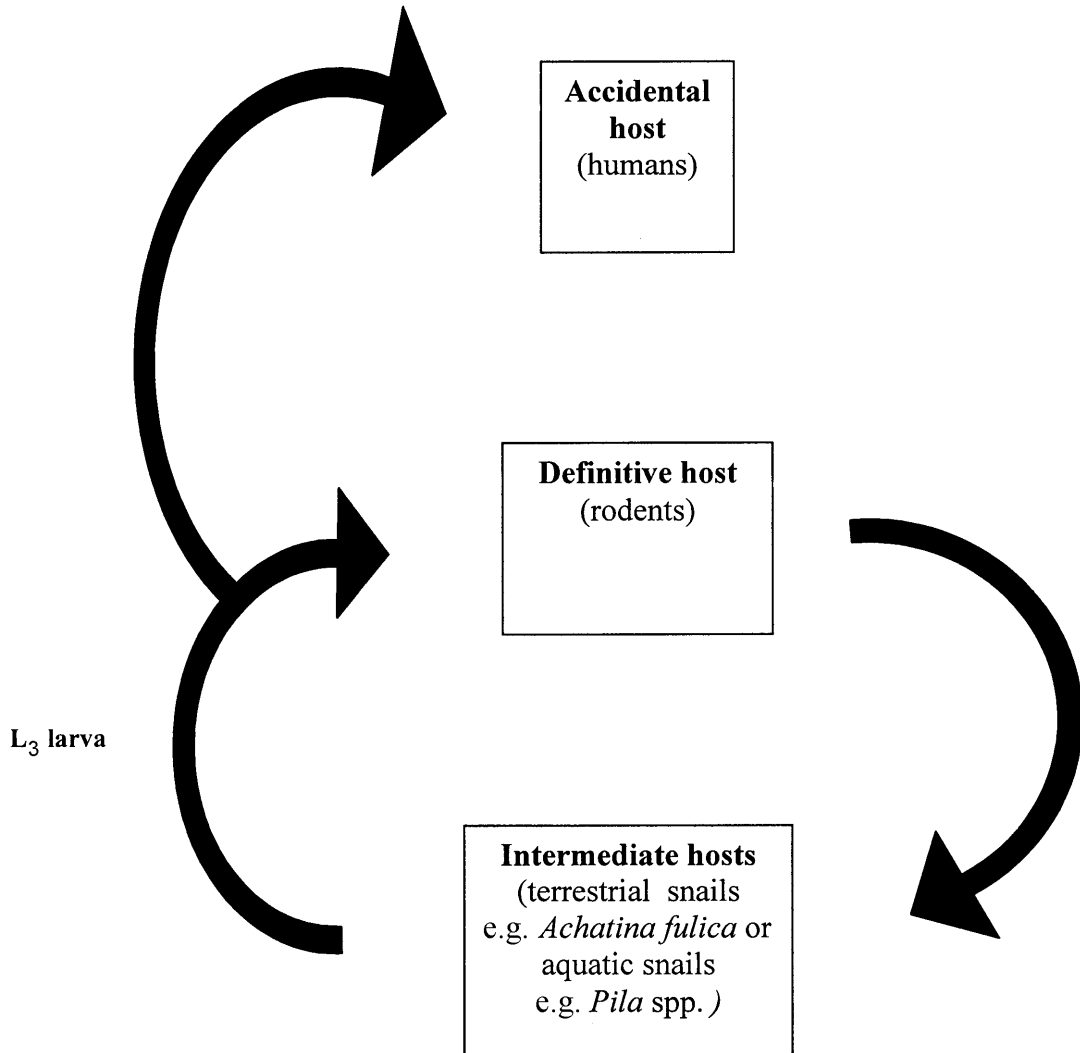 Accidental
host
(humans)
Definitive host
(rodents)
L₃ larva
Intermediate hosts
(terrestrial snails
e.g. Achatina fulica or
aquatic snails
e.g. Pila spp. )